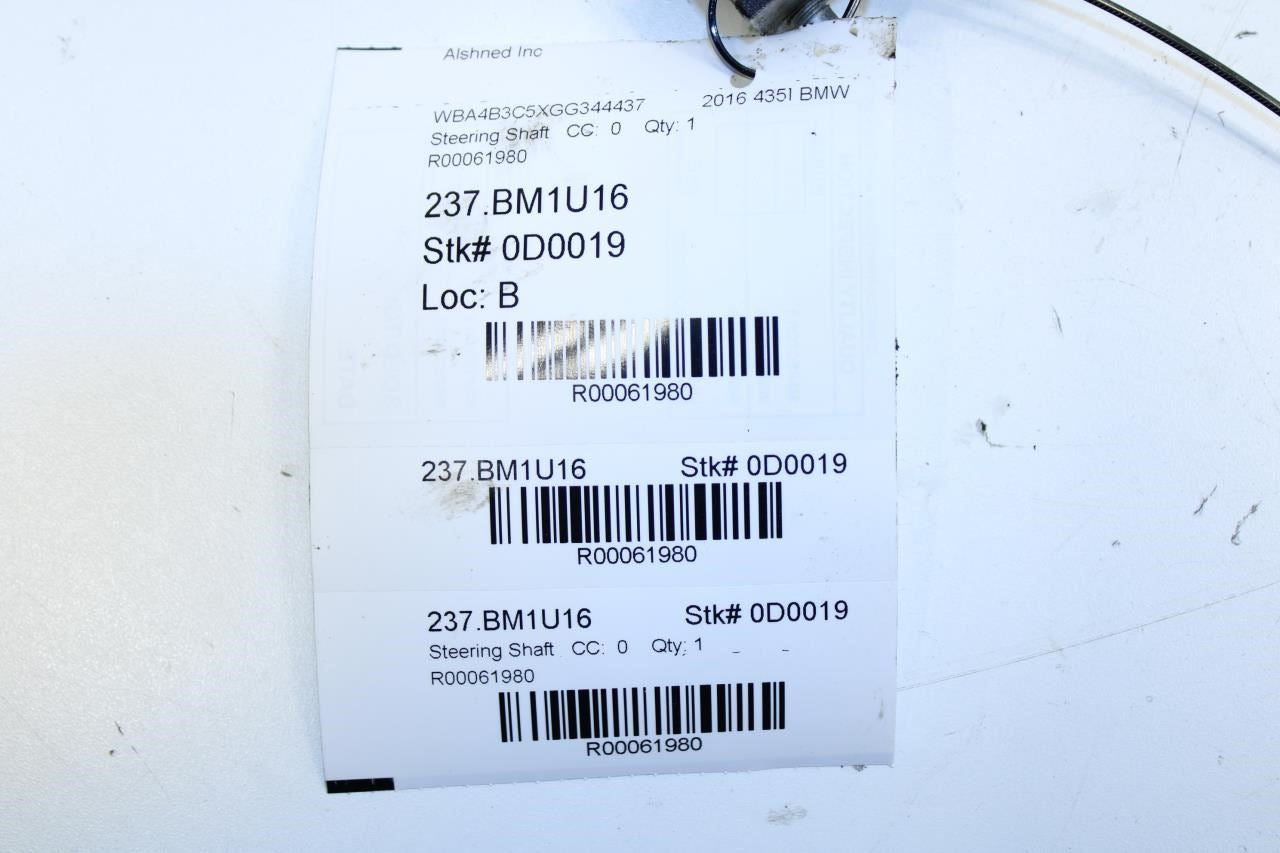 Alshned Inc
WBA4B3C5XGG344437 2016 435I BMW
Steering Shaft CC: 0 Qty: 1
R00061980
237.BM1U16
Stk# 0D0019
Loc: B
R00061980
237.BM1U16 Stk# 0D0019
R00061980
237.BM1U16 Stk# 0D0019
Steering Shaft CC: 0 Qty: 1
R00061980
R00061980